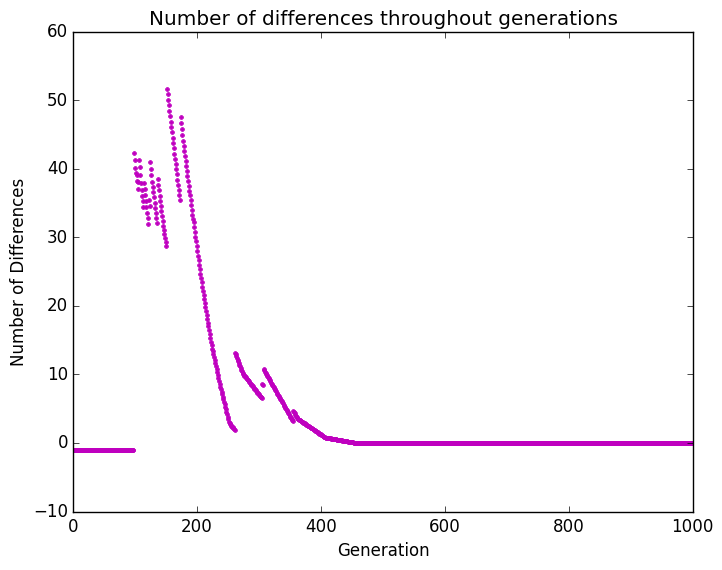 Number of differences throughout generations
60
50
40
30
20
10
0
−10
Number of Differences
0 200 400 600 800 1000
Generation